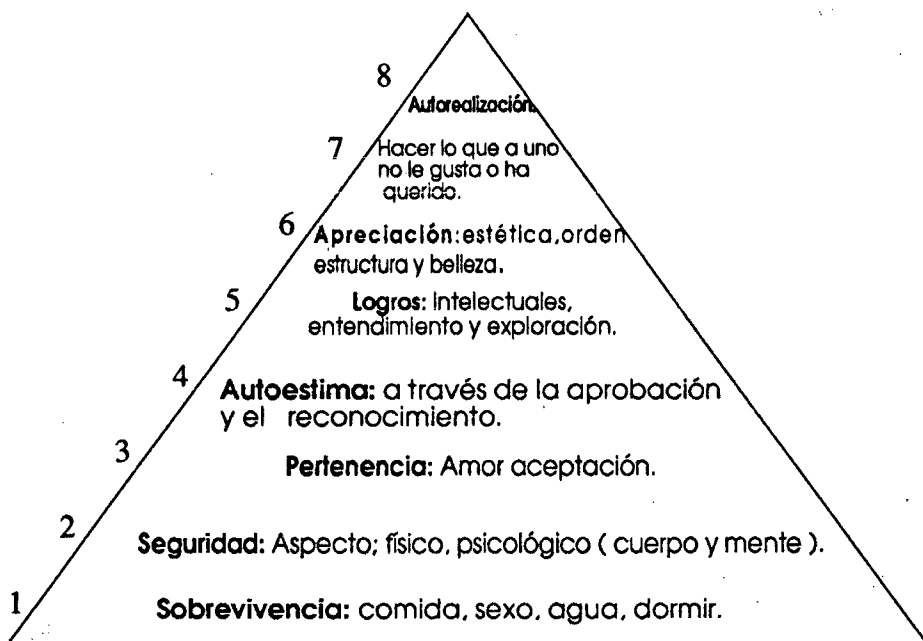 8
Autorealización.
7
Hacer lo que a uno
no le gusta o ha
querido.
6
Apreciación: estética, orden
estructura y belleza.
5
Logros: Intelectuales,
entendimiento y exploración.
4
Autoestima: a través de la aprobación
y el reconocimiento.
3
Pertenencia: Amor aceptación.
2
Seguridad: Aspecto; físico, psicológico ( cuerpo y mente ).
1
Sobrevivencia: comida, sexo, agua, dormir.